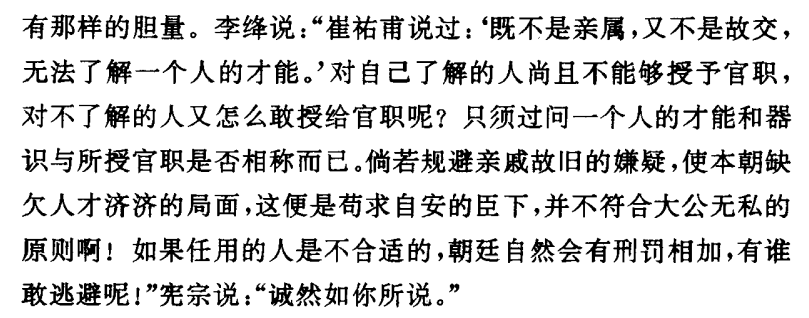 有那样的胆量。李绛说：“崔祐甫说过：‘既不是亲属，又不是故交，
无法了解一个人的才能。’对自己了解的人尚且不能够授予官职，
对不了解的人又怎么敢授给官职呢？只须过问一个人的才能和器
识与所授官职是否相称而已。倘若规避亲戚故旧的嫌疑，使本朝缺
欠人才济济的局面，这便是苟求自安的臣下，并不符合大公无私的
原则啊！如果任用的人是不合适的，朝廷自然会有刑罚相加，有谁
敢逃避呢！”宪宗说：“诚然如你所说。”